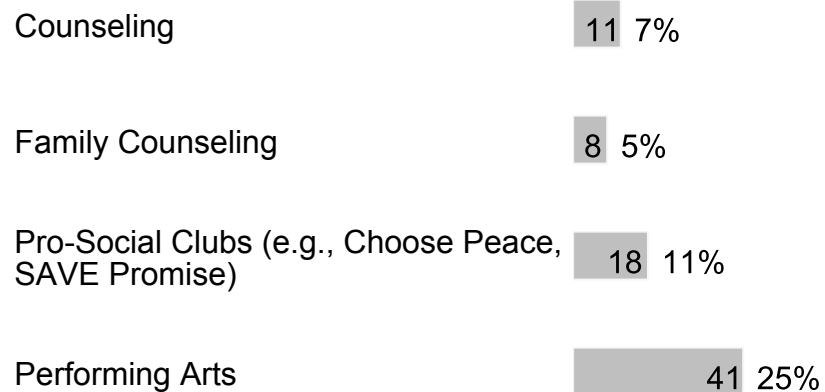 Counseling 11 7%
Family Counseling 8 5%
Pro-Social Clubs (e.g., Choose Peace,
SAVE Promise) 18 11%
Performing Arts 41 25%